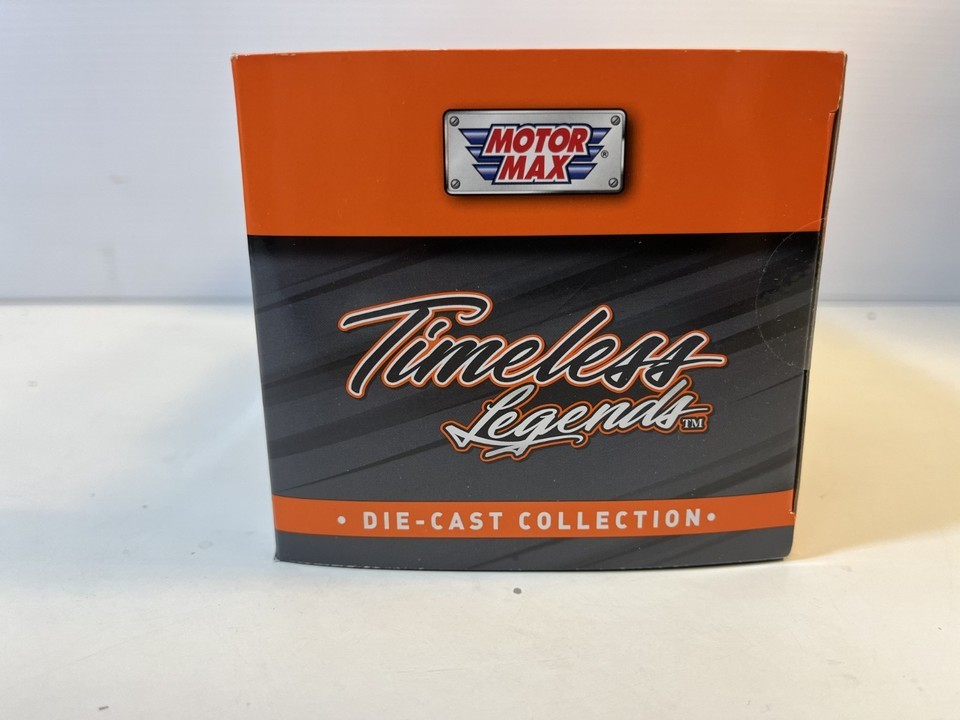 MOTOR
MAX®
Timeless
Legends™
• DIE-CAST COLLECTION •